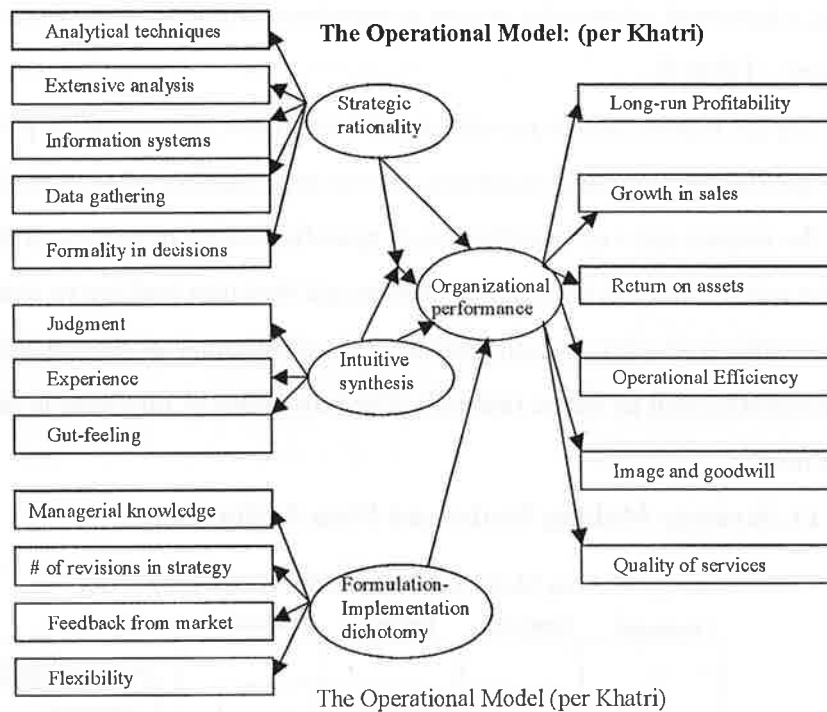 The Operational Model: (per Khatri)
Analytical techniques
Extensive analysis
Information systems
Data gathering
Formality in decisions
Strategic
rationality
Judgment
Experience
Gut-feeling
Intuitive
synthesis
Managerial knowledge
# of revisions in strategy
Feedback from market
Flexibility
Formulation-
Implementation
dichotomy
Organizational
performance
Long-run Profitability
Growth in sales
Return on assets
Operational Efficiency
Image and goodwill
Quality of services
The Operational Model (per Khatri)